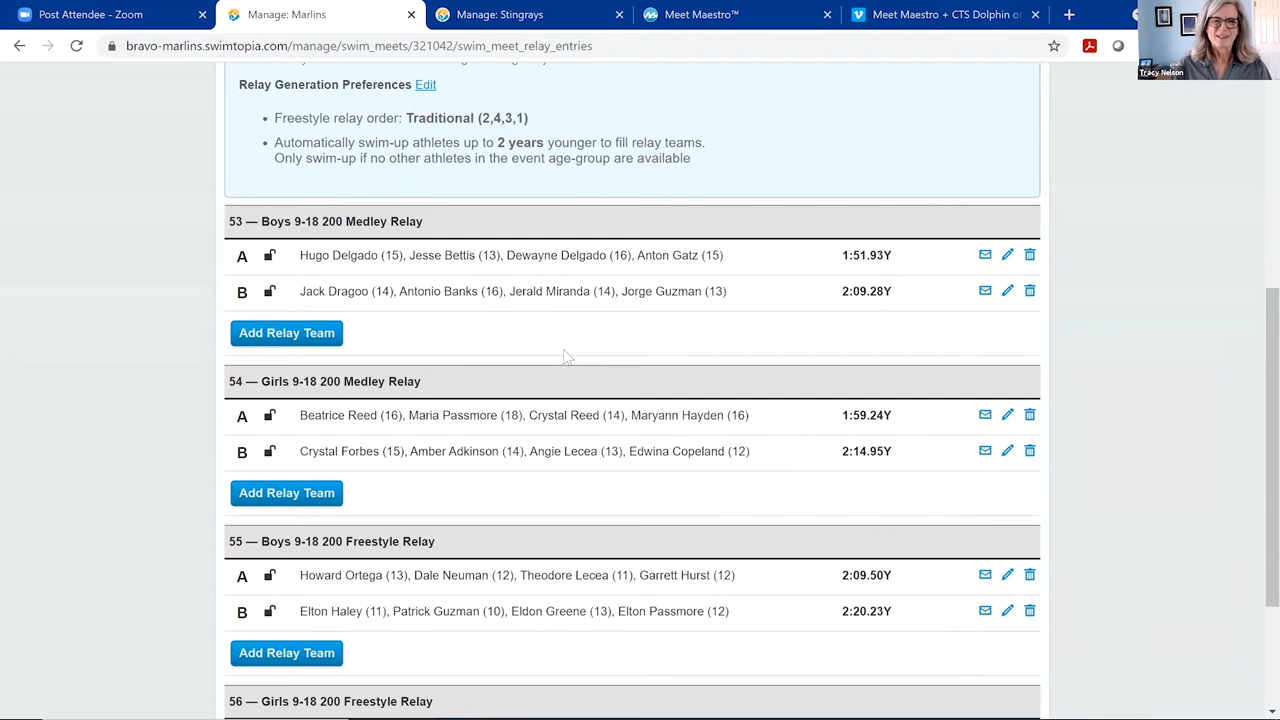 Post Attendee - Zoom
Manage: Marlins
Manage: Stingrays
Meet Maestro™
Meet Maestro + CTS Dolphin or
bravo-marlins.swimtopia.com/manage/swim_meets/321042/swim_meet_relay_entries
Tracy Nelson
Relay Generation Preferences Edit
• Freestyle relay order: Traditional (2,4,3,1)
• Automatically swim-up athletes up to 2 years younger to fill relay teams.
Only swim-up if no other athletes in the event age-group are available
53 — Boys 9-18 200 Medley Relay
A Hugo Delgado (15), Jesse Bettis (13), Dewayne Delgado (16), Anton Gatz (15) 1:51.93Y
B Jack Dragoo (14), Antonio Banks (16), Jerald Miranda (14), Jorge Guzman (13) 2:09.28Y
Add Relay Team
54 — Girls 9-18 200 Medley Relay
A Beatrice Reed (16), Maria Passmore (18), Crystal Reed (14), Maryann Hayden (16) 1:59.24Y
B Crystal Forbes (15), Amber Adkinson (14), Angie Lecea (13), Edwina Copeland (12) 2:14.95Y
Add Relay Team
55 — Boys 9-18 200 Freestyle Relay
A Howard Ortega (13), Dale Neuman (12), Theodore Lecea (11), Garrett Hurst (12) 2:09.50Y
B Elton Haley (11), Patrick Guzman (10), Eldon Greene (13), Elton Passmore (12) 2:20.23Y
Add Relay Team
56 — Girls 9-18 200 Freestyle Relay